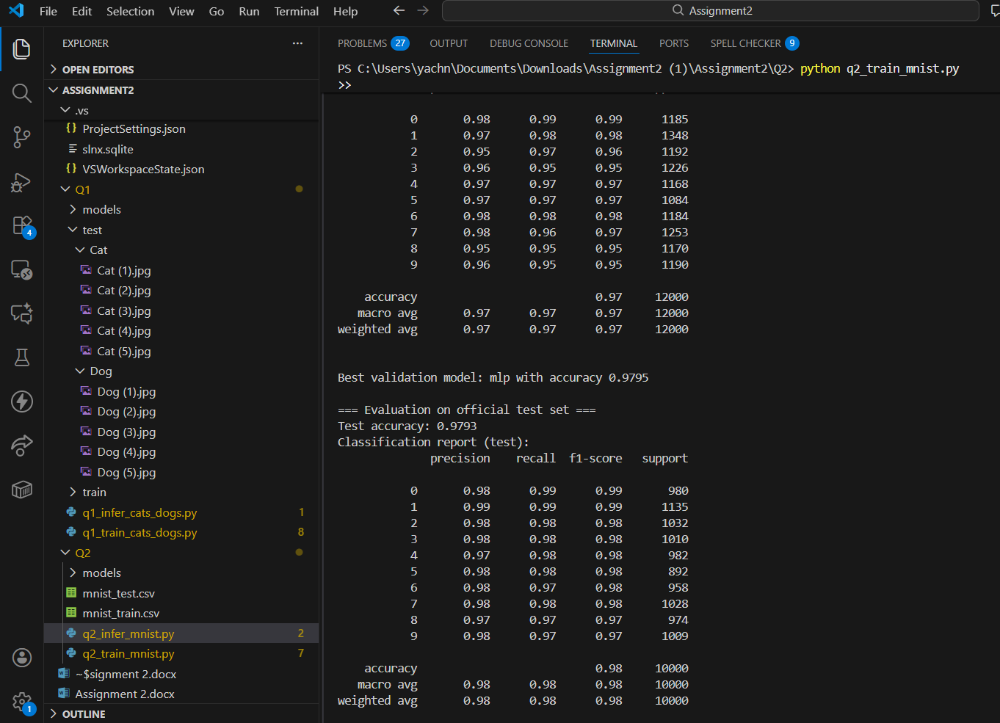 File Edit Selection View Go Run Terminal Help
Assignment2
EXPLORER
OPEN EDITORS
ASSIGNMENT2
.vs
{} ProjectSettings.json
slnx.sqlite
{} VSWorkspaceState.json
Q1
models
test
Cat
Cat (1).jpg
Cat (2).jpg
Cat (3).jpg
Cat (4).jpg
Cat (5).jpg
Dog
Dog (1).jpg
Dog (2).jpg
Dog (3).jpg
Dog (4).jpg
Dog (5).jpg
train
q1_infer_cats_dogs.py 1
q1_train_cats_dogs.py 8
Q2
models
mnist_test.csv
mnist_train.csv
q2_infer_mnist.py 2
q2_train_mnist.py 7
~$signment 2.docx
Assignment 2.docx
OUTLINE
4
1
PROBLEMS 27 OUTPUT DEBUG CONSOLE TERMINAL PORTS SPELL CHECKER 9
PS C:\Users\yachn\Documents\Downloads\Assignment2 (1)\Assignment2\Q2> python q2_train_mnist.py
>>
0 0.98 0.99 0.99 1185
1 0.97 0.98 0.98 1348
2 0.95 0.97 0.96 1192
3 0.96 0.95 0.95 1226
4 0.97 0.97 0.97 1168
5 0.97 0.97 0.97 1084
6 0.98 0.98 0.98 1184
7 0.98 0.96 0.97 1253
8 0.95 0.95 0.95 1170
9 0.96 0.95 0.95 1190
accuracy 0.97 12000
macro avg 0.97 0.97 0.97 12000
weighted avg 0.97 0.97 0.97 12000
Best validation model: mlp with accuracy 0.9795
=== Evaluation on official test set ===
Test accuracy: 0.9793
Classification report (test):
precision recall f1-score support
0 0.98 0.99 0.99 980
1 0.99 0.99 0.99 1135
2 0.98 0.98 0.98 1032
3 0.98 0.98 0.98 1010
4 0.97 0.98 0.98 982
5 0.98 0.98 0.98 892
6 0.98 0.97 0.98 958
7 0.98 0.98 0.98 1028
8 0.97 0.97 0.97 974
9 0.98 0.97 0.97 1009
accuracy 0.98 10000
macro avg 0.98 0.98 0.98 10000
weighted avg 0.98 0.98 0.98 10000